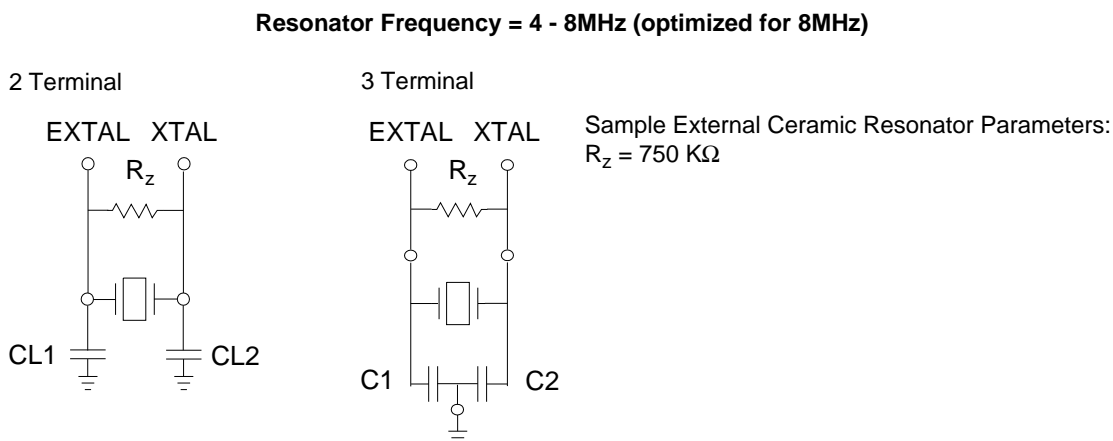 Resonator Frequency = 4 - 8MHz (optimized for 8MHz)
2 Terminal
EXTAL XTAL
Rz
CL1
CL2
3 Terminal
EXTAL XTAL
Rz
C1
C2
Sample External Ceramic Resonator Parameters:
Rz = 750 KΩ